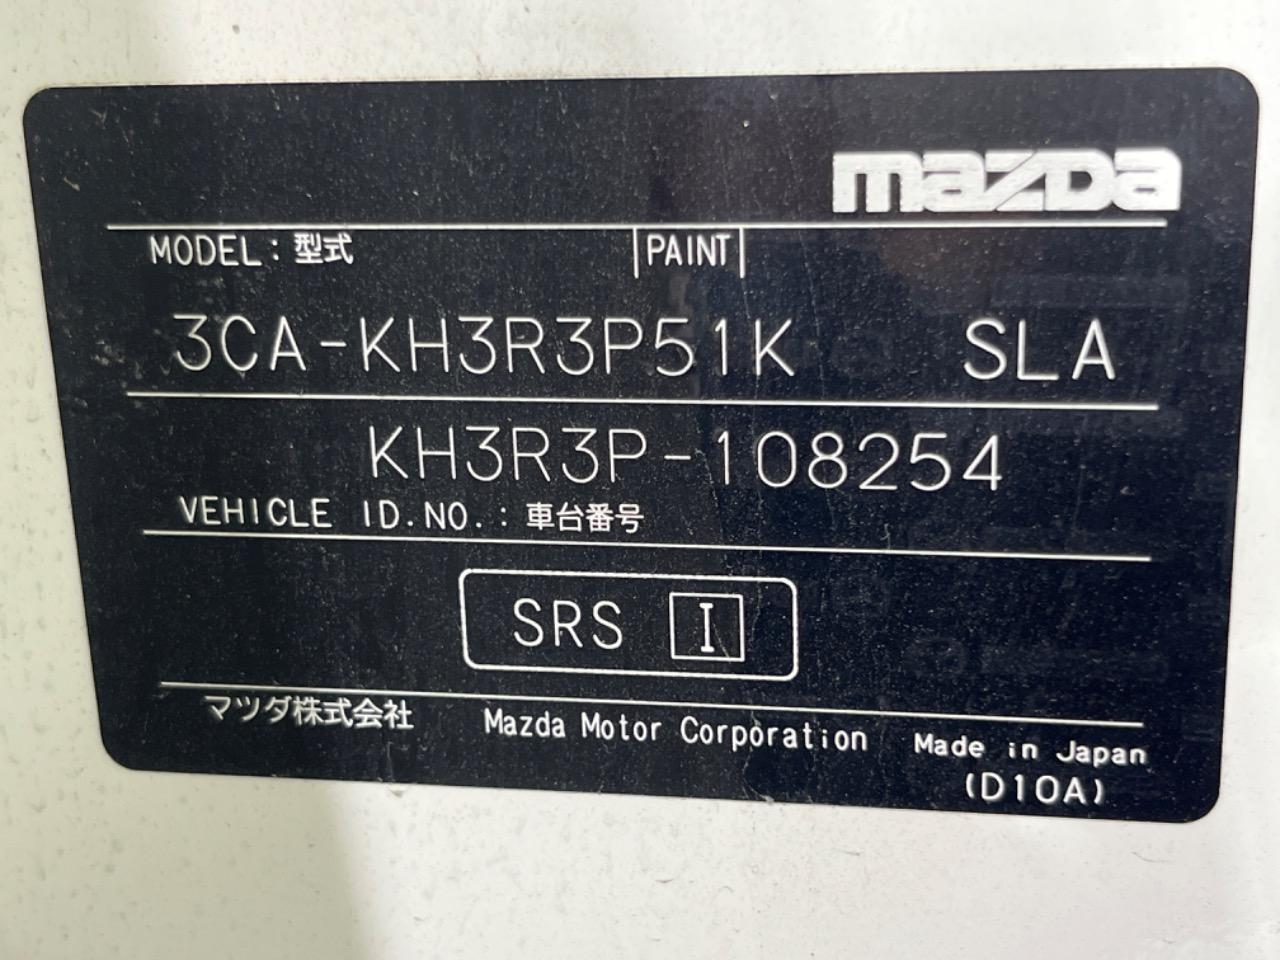 mazda
MODEL：型式 PAINT
3CA-KH3R3P51K SLA
KH3R3P-108254
VEHICLE ID.NO.：車台番号
SRS I
マツダ株式会社 Mazda Motor Corporation Made in Japan
(D10A)